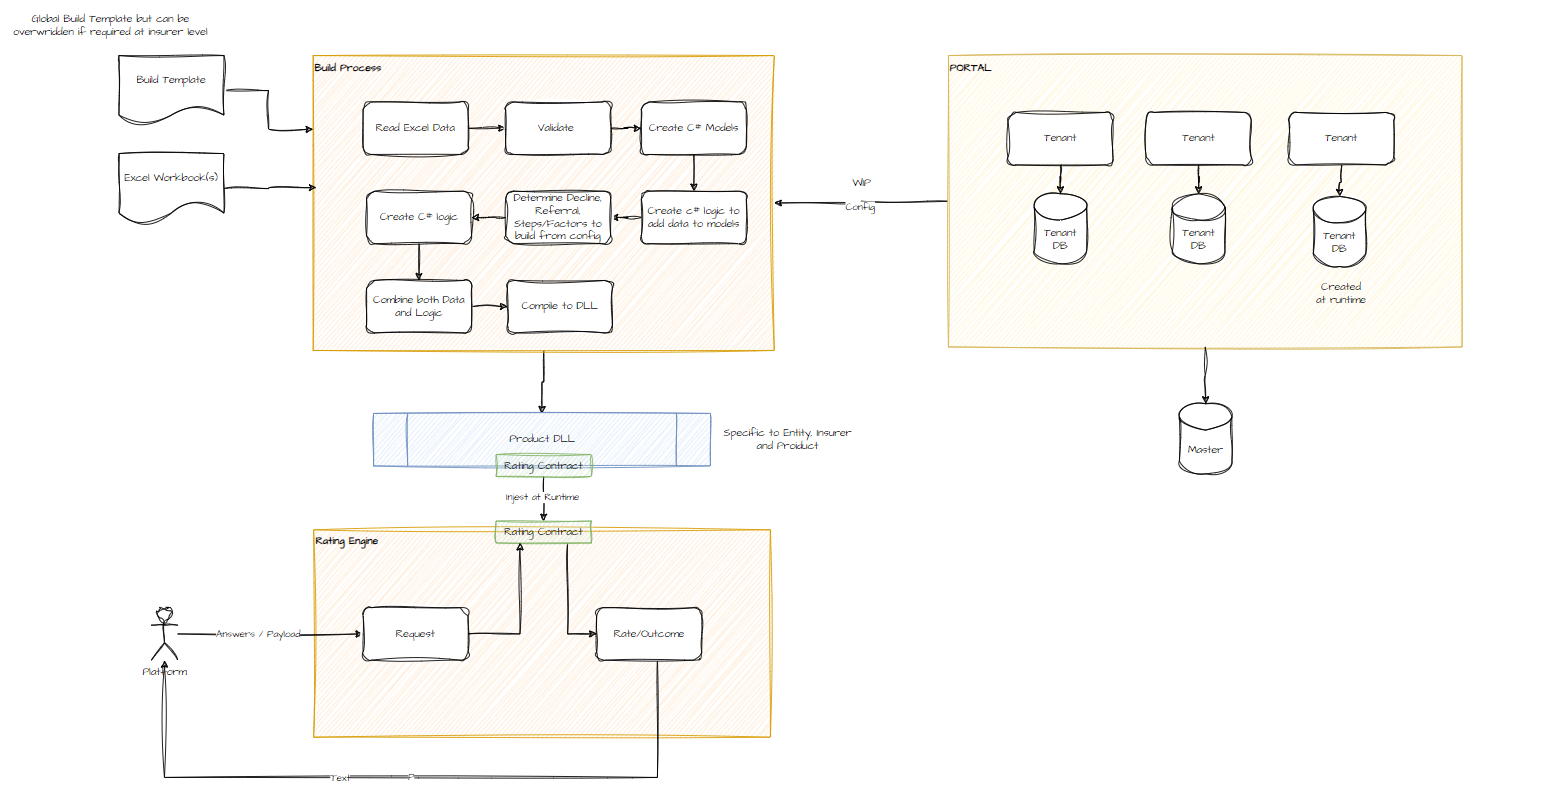 Global Build Template but can be
overwridden if required at insurer level
Build Template
Excel Workbook(s)
Build Process
Read Excel Data
Validate
Create C# Models
Create C# logic
Determine Decline,
Referral,
Steps/Factors to
build from config
Create c# logic to
add data to models
Combine both Data
and Logic
Compile to DLL
WIP
Config
PORTAL
Tenant
Tenant
Tenant
Tenant
DB
Tenant
DB
Tenant
DB
Created
at runtime
Master
Product DLL
Rating Contract
Specific to Entity, Insurer
and Proiduct
Injest at Runtime
Rating Contract
Rating Engine
Answers / Payload
Request
Rate/Outcome
Platform
Text